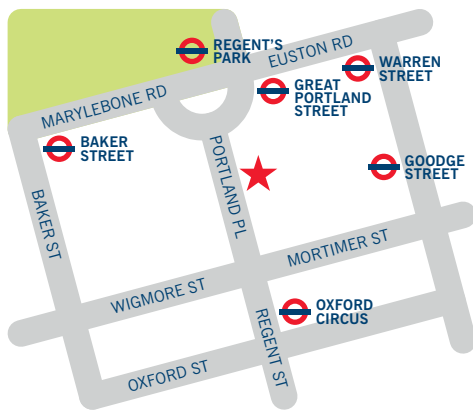 REGENT'S
PARK
EUSTON RD
WARREN
STREET
GREAT
PORTLAND
STREET
MARYLEBONE RD
BAKER
STREET
PORTLAND PL
GOODGE
STREET
BAKER ST
MORTIMER ST
WIGMORE ST
OXFORD
CIRCUS
REGENT ST
OXFORD ST